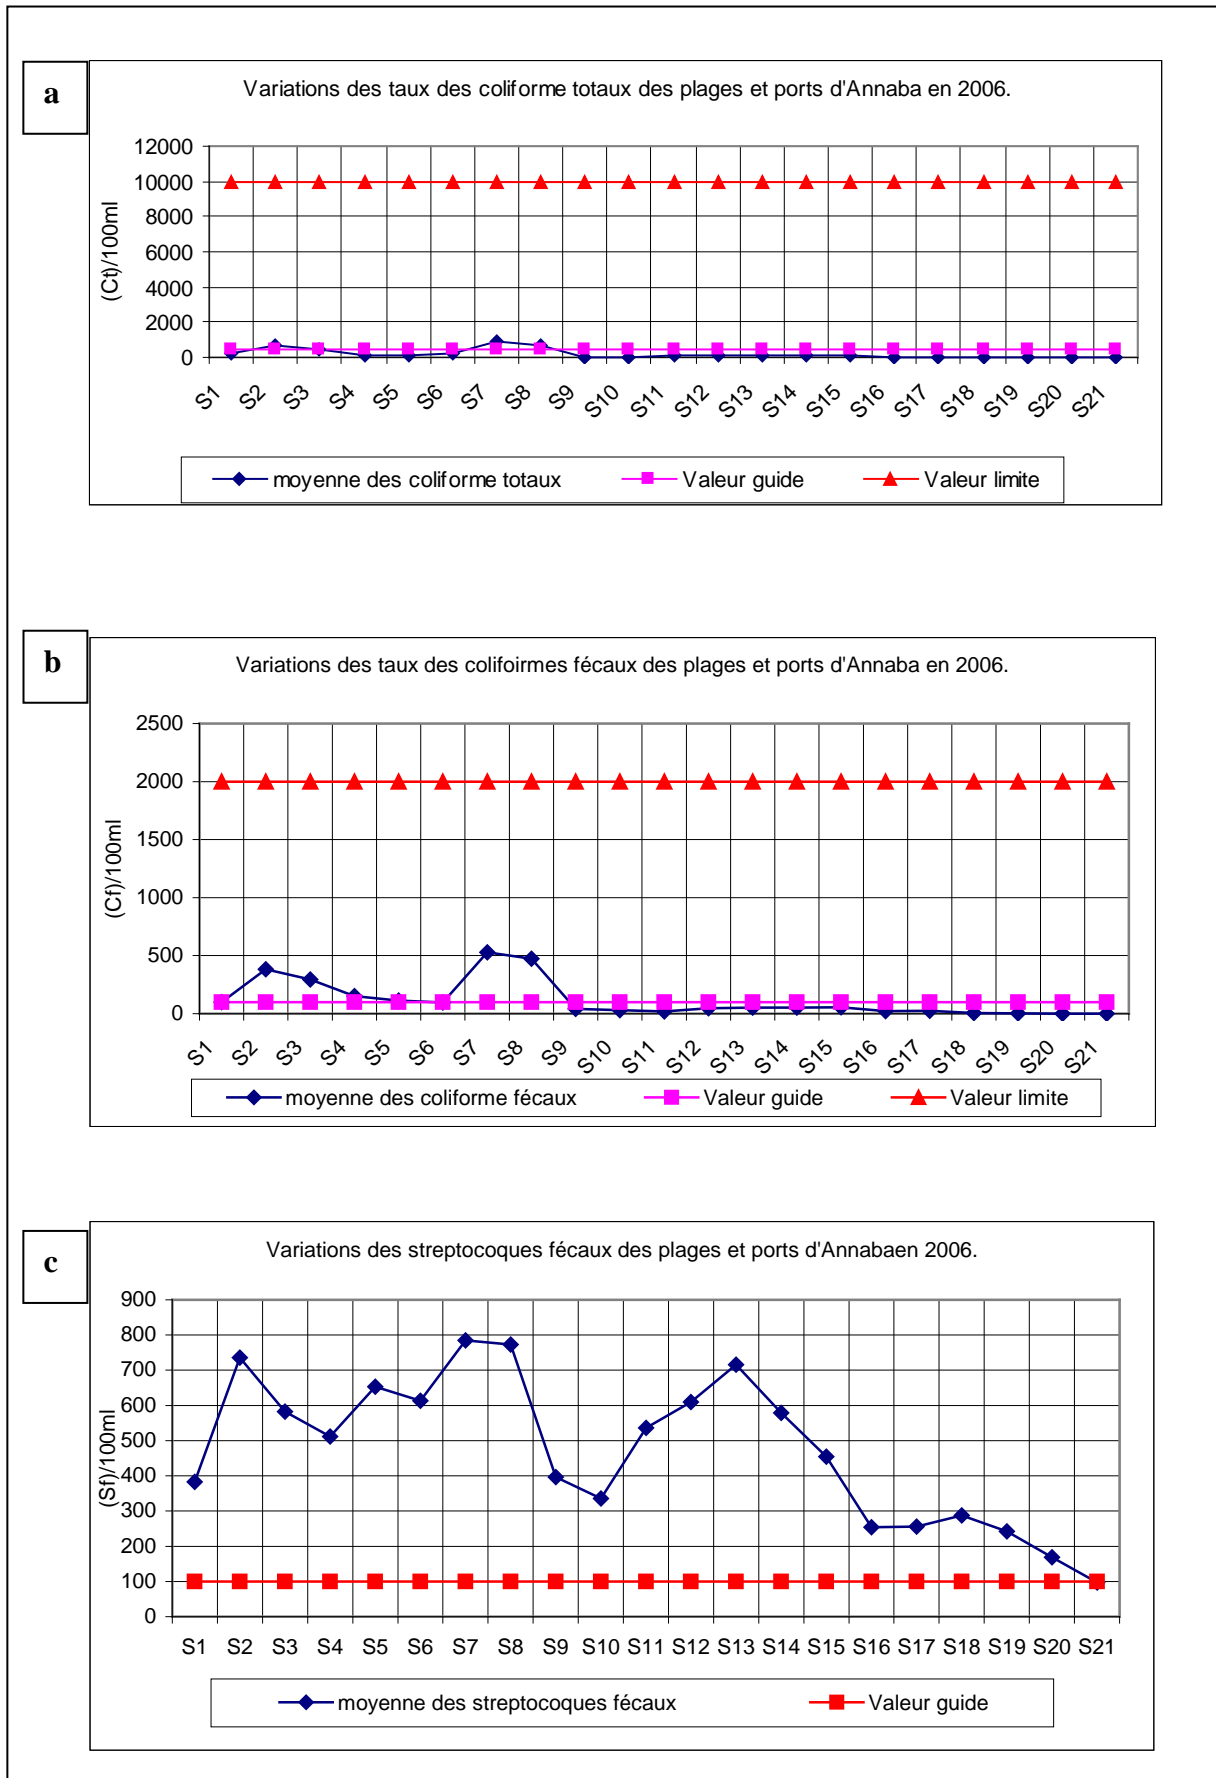 a
Variations des taux des coliforme totaux des plages et ports d'Annaba en 2006.
12000
10000
8000
6000
4000
2000
0
(Ct)/100ml
S1 S2 S3 S4 S5 S6 S7 S8 S9 S10 S11 S12 S13 S14 S15 S16 S17 S18 S19 S20 S21
moyenne des coliforme totaux Valeur guide Valeur limite
b
Variations des taux des colifoirmes fécaux des plages et ports d'Annaba en 2006.
2500
2000
1500
1000
500
0
(Cf)/100ml
S1 S2 S3 S4 S5 S6 S7 S8 S9 S10 S11 S12 S13 S14 S15 S16 S17 S18 S19 S20 S21
moyenne des coliforme fécaux Valeur guide Valeur limite
c
Variations des streptocoques fécaux des plages et ports d'Annabaen 2006.
900
800
700
600
500
400
300
200
100
0
(Sf)/100ml
S1 S2 S3 S4 S5 S6 S7 S8 S9 S10 S11 S12 S13 S14 S15 S16 S17 S18 S19 S20 S21
moyenne des streptocoques fécaux Valeur guide